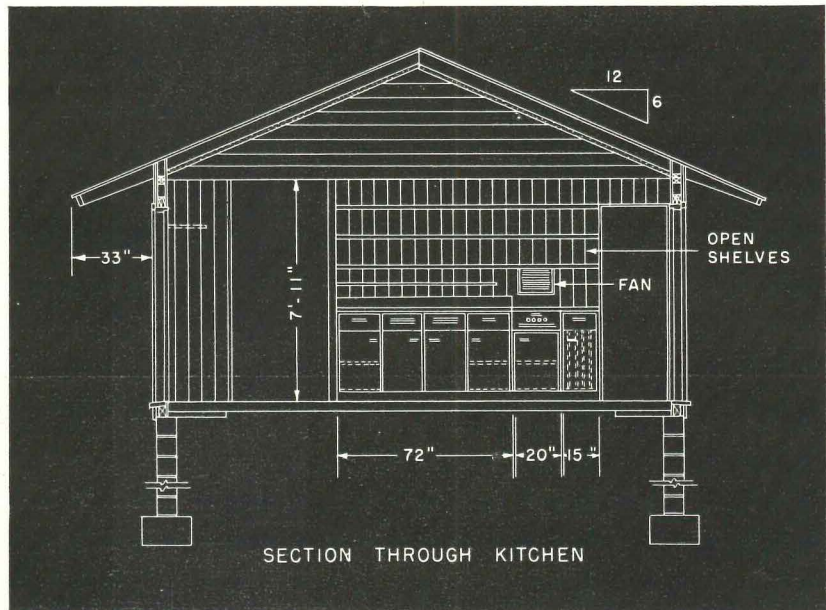 12
6
OPEN
SHELVES
FAN
33"
7'-11"
72"
20"
15"
SECTION THROUGH KITCHEN